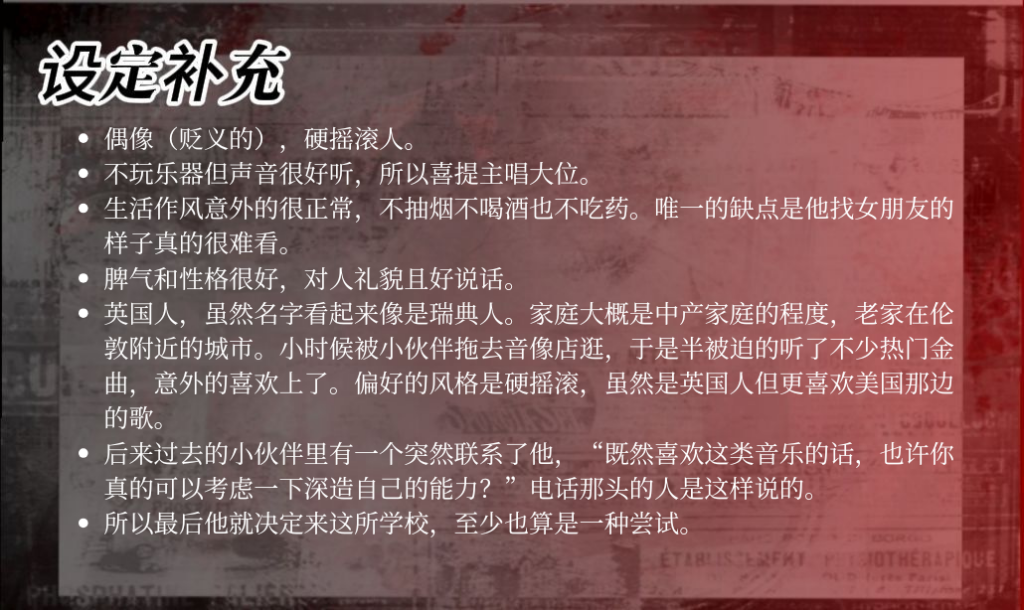 设定补充
• 偶像（贬义的），硬摇滚人。
• 不玩乐器但声音很好听，所以喜提主唱大位。
• 生活作风意外的很正常，不抽烟不喝酒也不吃药。唯一的缺点是他找女朋友的
样子真的很难看。
• 脾气和性格很好，对人礼貌且好说话。
• 英国人，虽然名字看起来像是瑞典人。家庭大概是中产家庭的程度，老家在伦
敦附近的城市。小时候被小伙伴拖去音像店逛，于是半被迫的听了不少热门金
曲，意外的喜欢上了。偏好的风格是硬摇滚，虽然是英国人但更喜欢美国那边
的歌。
• 后来过去的小伙伴里有一个突然联系了他，“既然喜欢这类音乐的话，也许你
真的可以考虑一下深造自己的能力？”电话那头的人是这样说的。
• 所以最后他就决定来这所学校，至少也算是一种尝试。